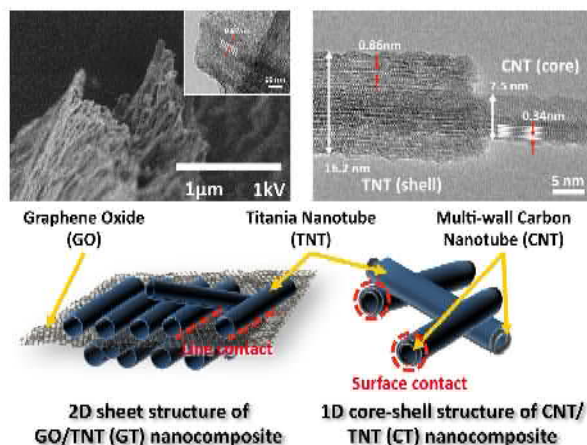 0.86nm
CNT (core)
7.5 nm
0.34nm
16.2 nm
TNT (shell)
5 nm
1μm
1kV
Graphene Oxide
(GO)
Titania Nanotube
(TNT)
Multi-wall Carbon
Nanotube (CNT)
Line contact
Surface contact
2D sheet structure of
GO/TNT (GT) nanocomposite
1D core-shell structure of CNT/
TNT (CT) nanocomposite